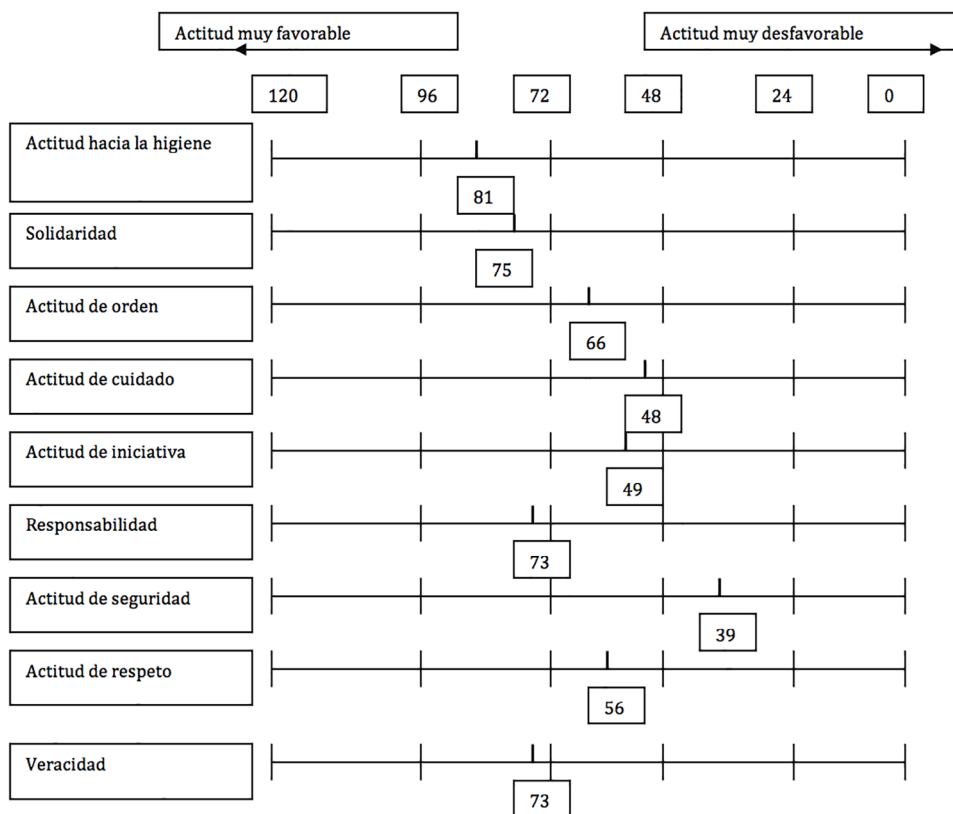 Actitud muy favorable
Actitud muy desfavorable
120 96 72 48 24 0
Actitud hacia la higiene
81
Solidaridad
75
Actitud de orden
66
Actitud de cuidado
48
Actitud de iniciativa
49
Responsabilidad
73
Actitud de seguridad
39
Actitud de respeto
56
Veracidad
73